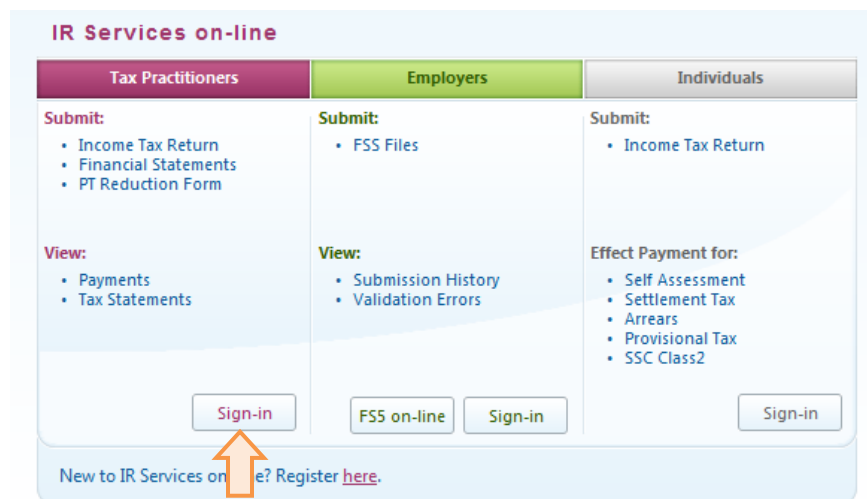 IR Services on-line
Tax Practitioners
Submit:
• Income Tax Return
• Financial Statements
• PT Reduction Form
View:
• Payments
• Tax Statements
Sign-in
Employers
Submit:
• FSS Files
View:
• Submission History
• Validation Errors
FS5 on-line
Sign-in
Individuals
Submit:
• Income Tax Return
Effect Payment for:
• Self Assessment
• Settlement Tax
• Arrears
• Provisional Tax
• SSC Class2
Sign-in
New to IR Services on e? Register here.